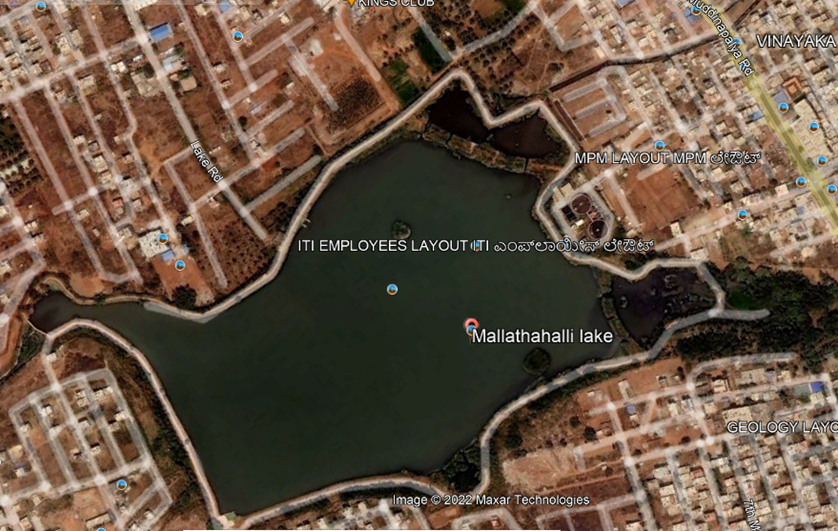 KINGS CLUB
VINAYAKA
Lake Rd
MPM LAYOUT MPM ಲೇಔಟ್
ITI EMPLOYEES LAYOUT ITI ಎಂಪ್ಲಾಯೀಸ್ ಲೇಔಟ್
Mallathahalli lake
GEOLOGY LAYO
Image © 2022 Maxar Technologies